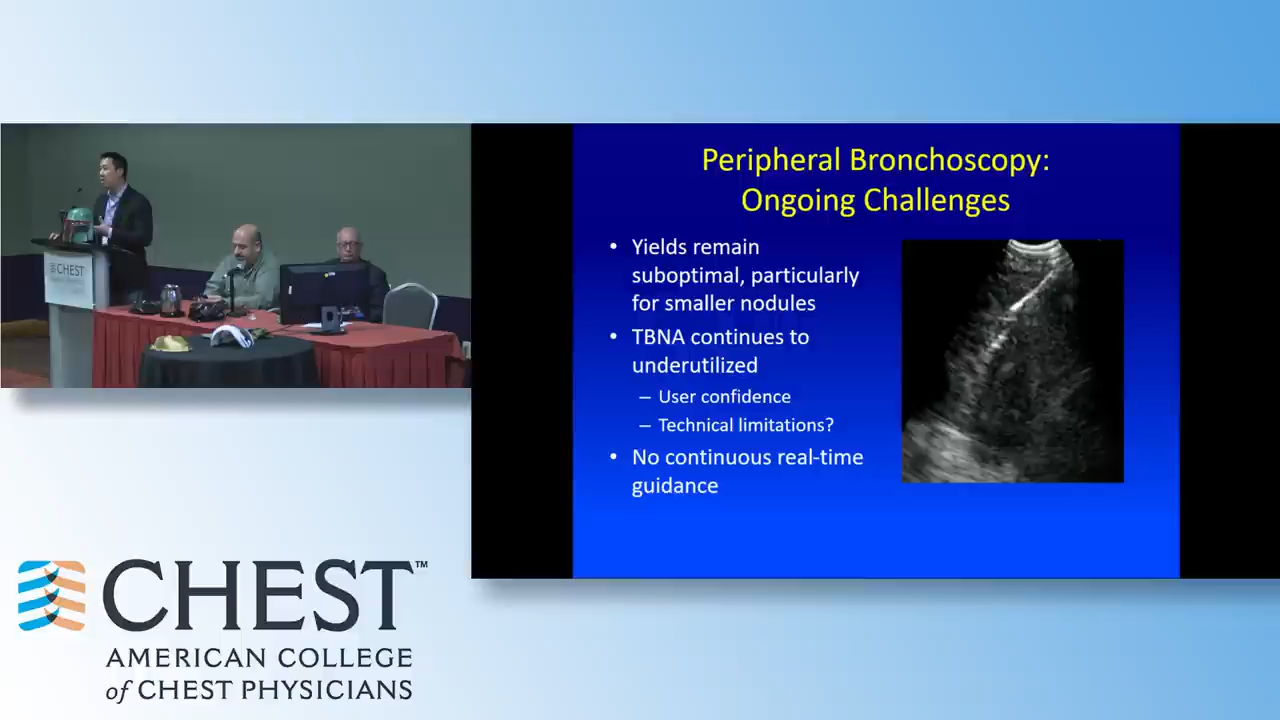 CHEST
Peripheral Bronchoscopy:
Ongoing Challenges
• Yields remain
suboptimal, particularly
for smaller nodules
• TBNA continues to
underutilized
– User confidence
– Technical limitations?
• No continuous real-time
guidance
CHEST™
AMERICAN COLLEGE
of CHEST PHYSICIANS